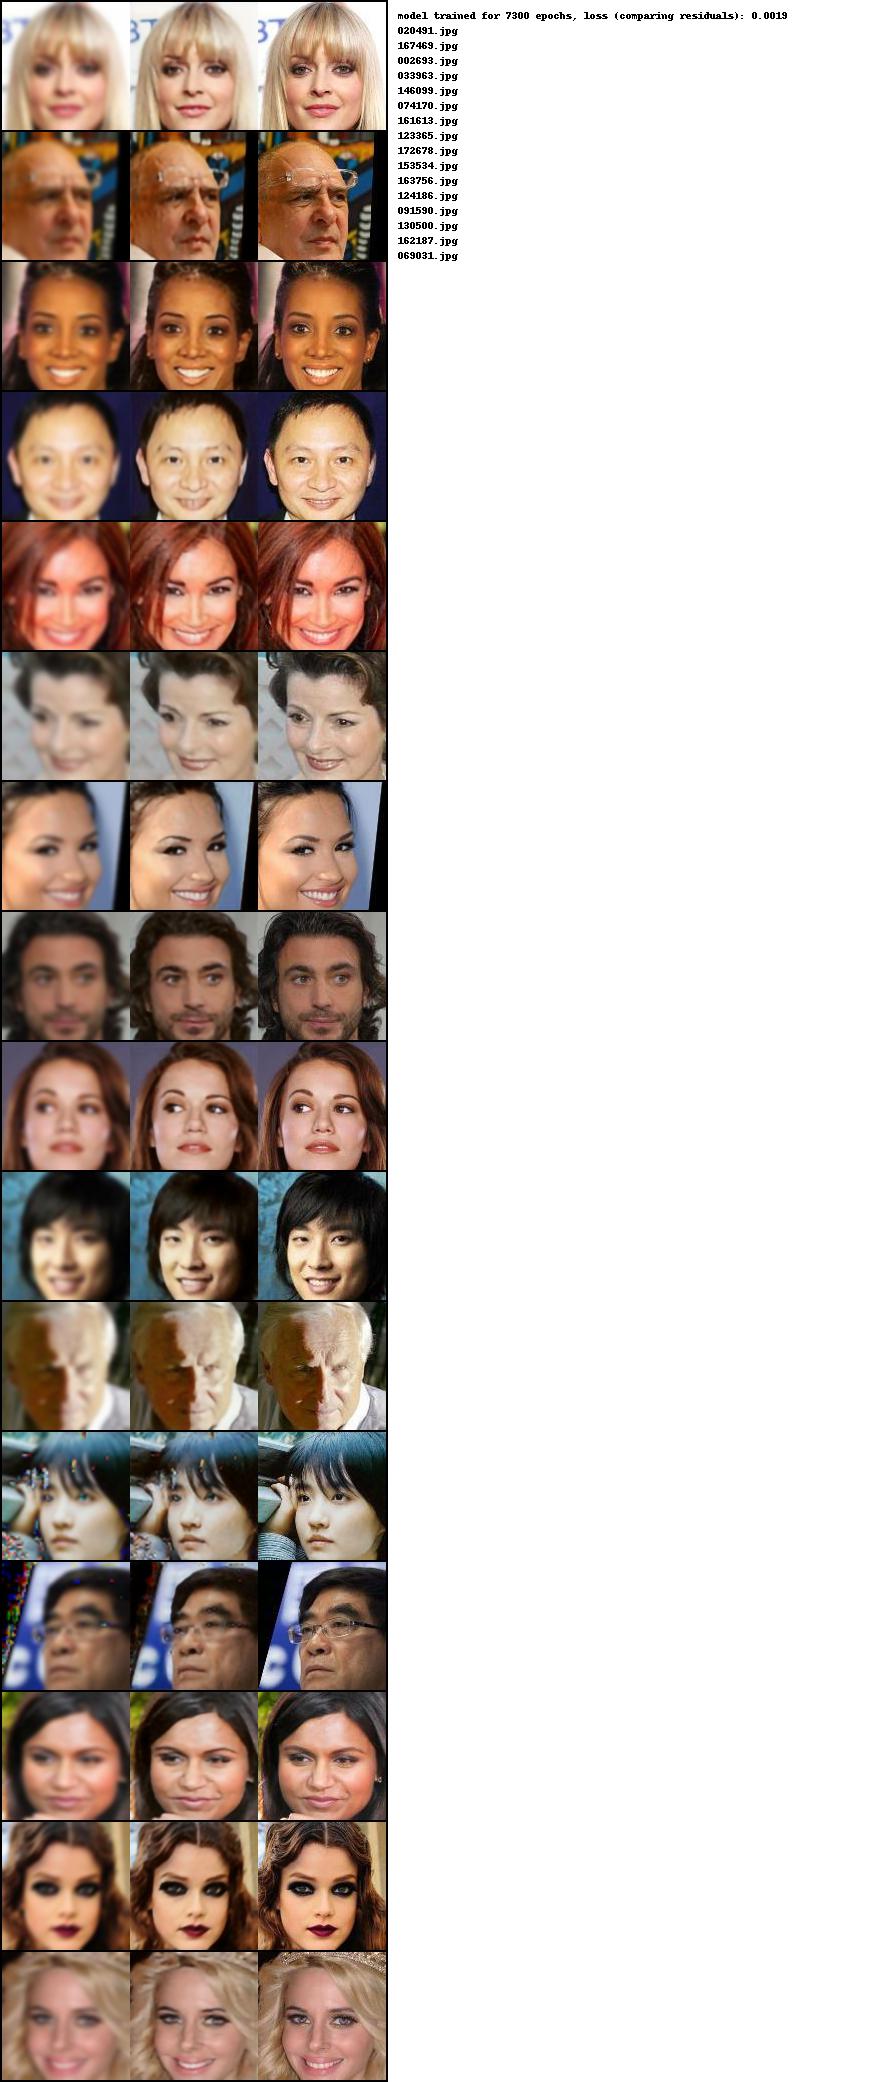 model trained for 7300 epochs, loss (comparing residuals): 0.0019
020491.jpg
167469.jpg
002693.jpg
033963.jpg
146099.jpg
074170.jpg
161613.jpg
123365.jpg
172678.jpg
153534.jpg
163756.jpg
124186.jpg
091590.jpg
130500.jpg
162187.jpg
069031.jpg